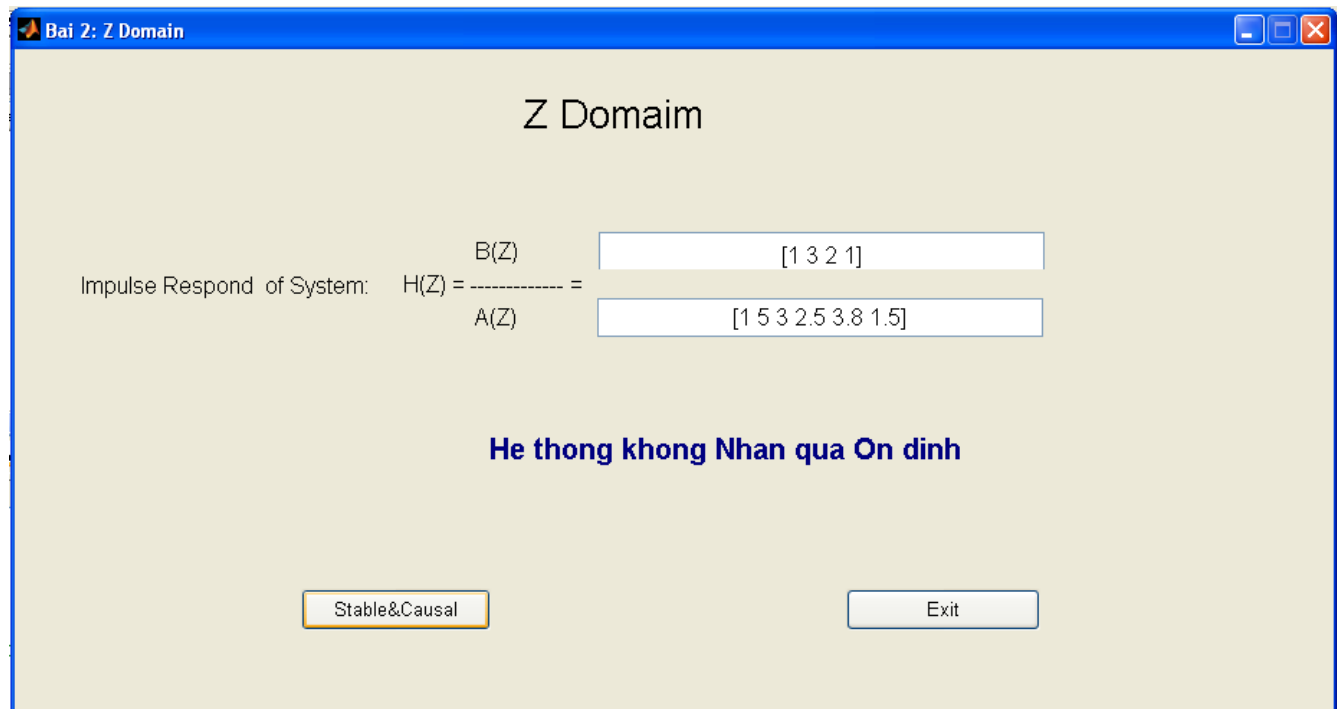 Bai 2: Z Domain
Z Domaim
B(Z) [1 3 2 1]
Impulse Respond of System: H(Z) = ------------- =
A(Z) [1 5 3 2.5 3.8 1.5]
He thong khong Nhan qua On dinh
Stable&Causal Exit